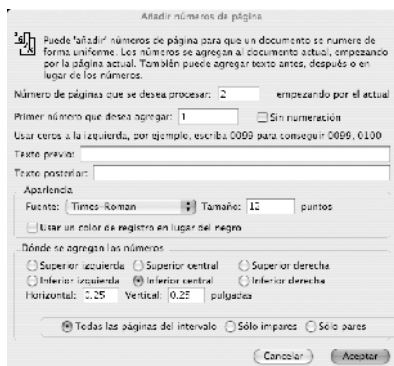 Añadir números de página
Puede 'añadir' números de página para que un documento se numere de
forma uniforme. Los números se agregan al documento actual, empezando
por la página actual. También puede agregar texto antes, después o en
lugar de los números.
Número de páginas que se desea procesar: 2 empezando por el actual
Primer número que desea agregar: 1 Sin numeración
Usar ceros a la izquierda, por ejemplo, escriba 0099 para conseguir 0099, 0100
Texto previo:
Texto posterior:
Apariencia
Fuente: Times-Roman Tamaño: 12 puntos
Usar un color de registro en lugar del negro
Dónde se agregan los números
Superior izquierda Superior central Superior derecha
Inferior izquierda Inferior central Inferior derecha
Horizontal: 0.25 Vertical: 0.25 pulgadas
Todas las páginas del intervalo Sólo impares Sólo pares
Cancelar Aceptar